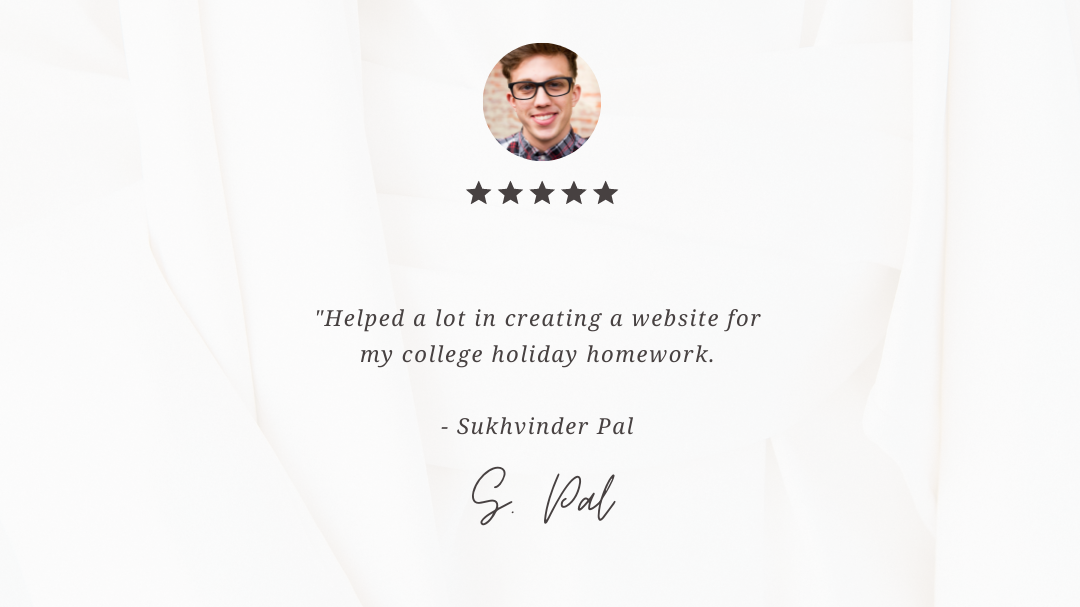 "Helped a lot in creating a website for
my college holiday homework.
- Sukhvinder Pal
S. Pal